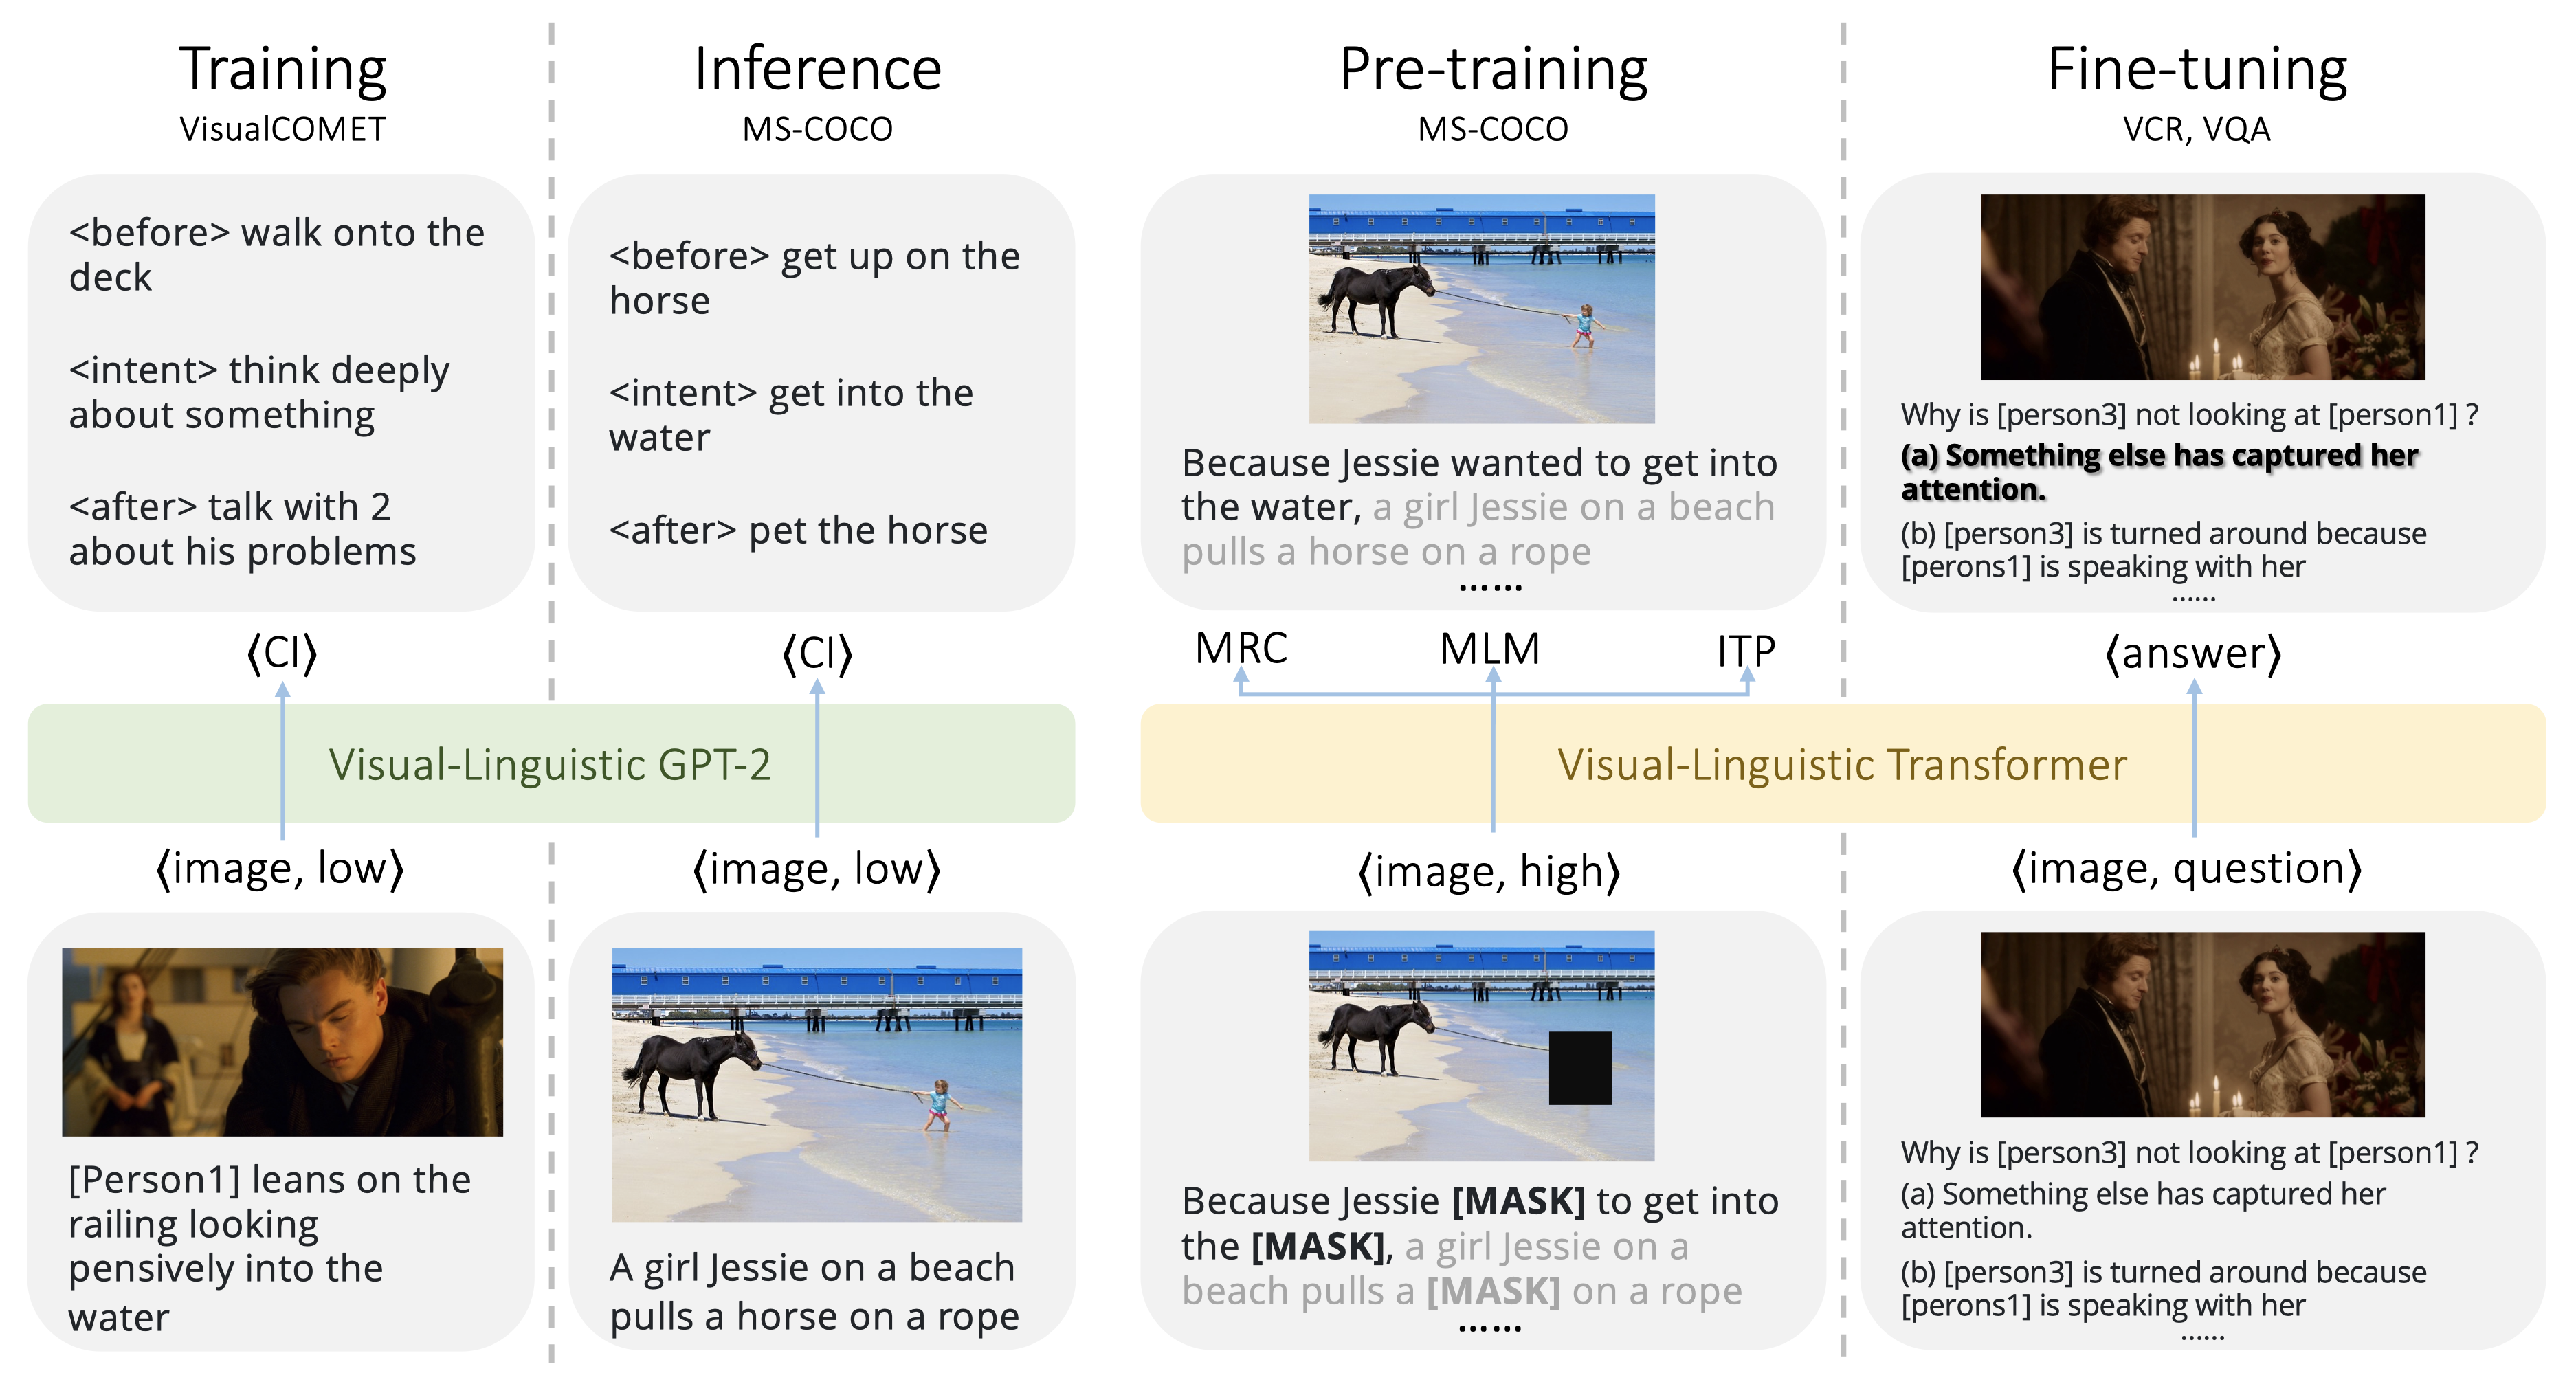 Training
VisualCOMET
<before> walk onto the
deck
<intent> think deeply
about something
<after> talk with 2
about his problems
⟨CI⟩
Inference
MS-COCO
<before> get up on the
horse
<intent> get into the
water
<after> pet the horse
⟨CI⟩
Visual-Linguistic GPT-2
⟨image, low⟩
[Person1] leans on the
railing looking
pensively into the
water
⟨image, low⟩
A girl Jessie on a beach
pulls a horse on a rope
Pre-training
MS-COCO
Because Jessie wanted to get into
the water, a girl Jessie on a beach
pulls a horse on a rope
......
MRC MLM ITP
Fine-tuning
VCR, VQA
Why is [person3] not looking at [person1] ?
(a) Something else has captured her
attention.
(b) [person3] is turned around because
[perons1] is speaking with her
......
⟨answer⟩
Visual-Linguistic Transformer
⟨image, high⟩
Because Jessie [MASK] to get into
the [MASK], a girl Jessie on a
beach pulls a [MASK] on a rope
......
⟨image, question⟩
Why is [person3] not looking at [person1] ?
(a) Something else has captured her
attention.
(b) [person3] is turned around because
[perons1] is speaking with her
......